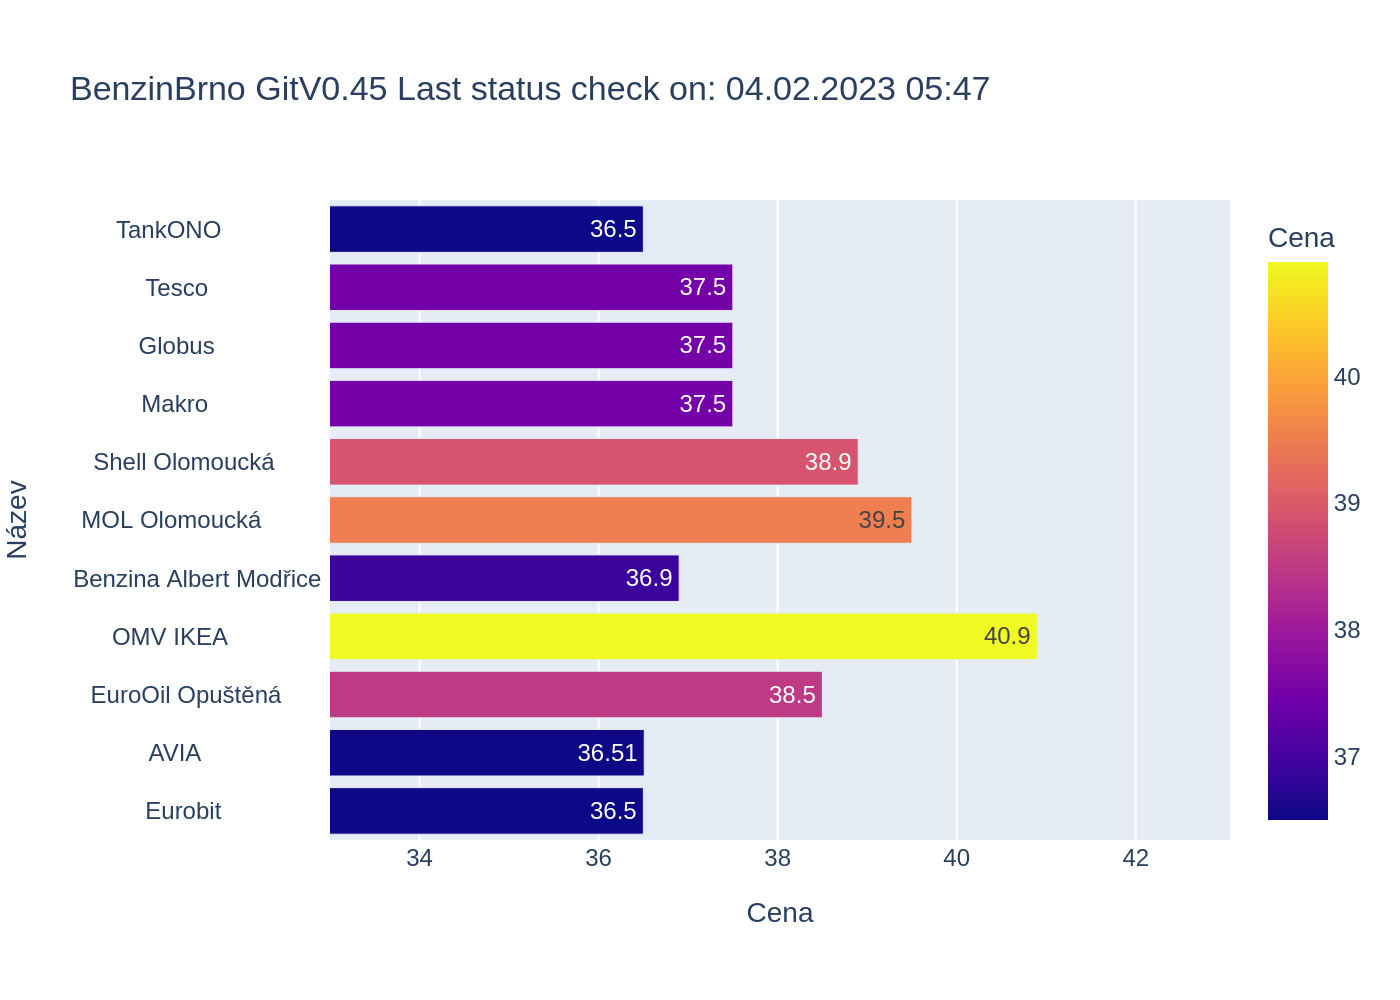 BenzinBrno GitV0.45 Last status check on: 04.02.2023 05:47
Název
TankONO 36.5
Tesco 37.5
Globus 37.5
Makro 37.5
Shell Olomoucká 38.9
MOL Olomoucká 39.5
Benzina Albert Modřice 36.9
OMV IKEA 40.9
EuroOil Opuštěná 38.5
AVIA 36.51
Eurobit 36.5
34 36 38 40 42
Cena
Cena
40
39
38
37